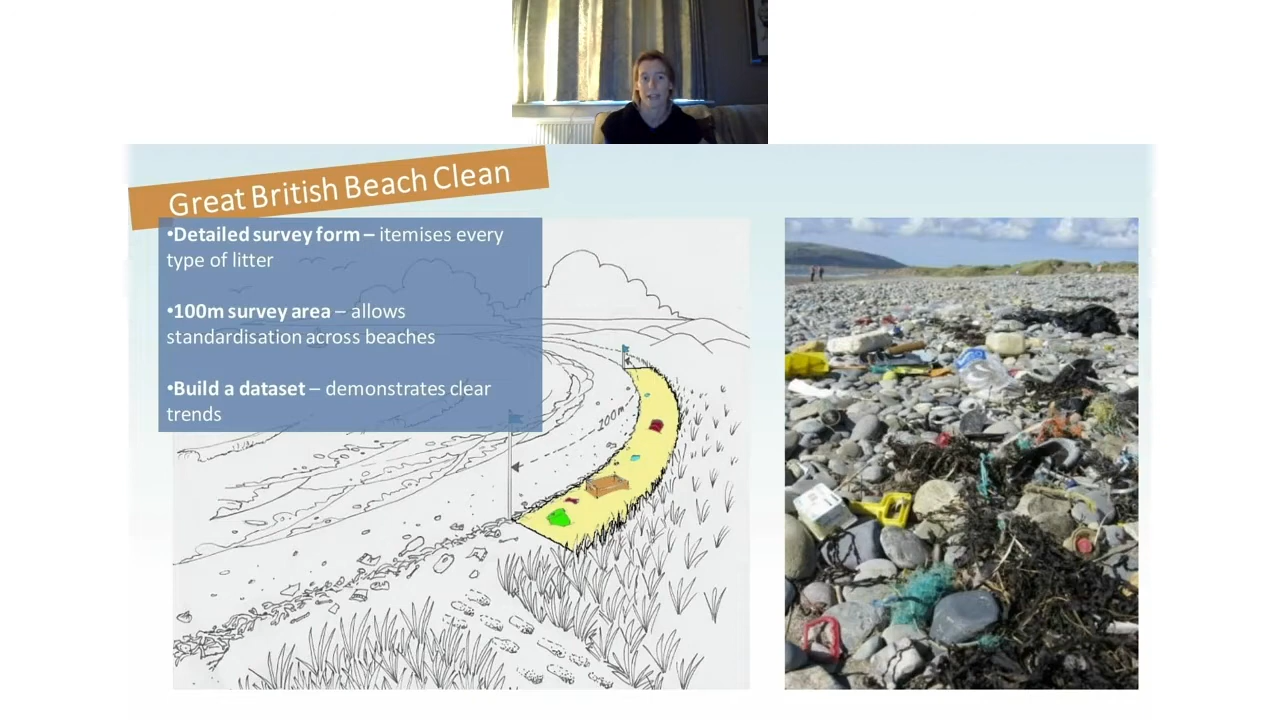 Great British Beach Clean
•Detailed survey form – itemises every
type of litter
•100m survey area – allows
standardisation across beaches
•Build a dataset – demonstrates clear
trends
100m